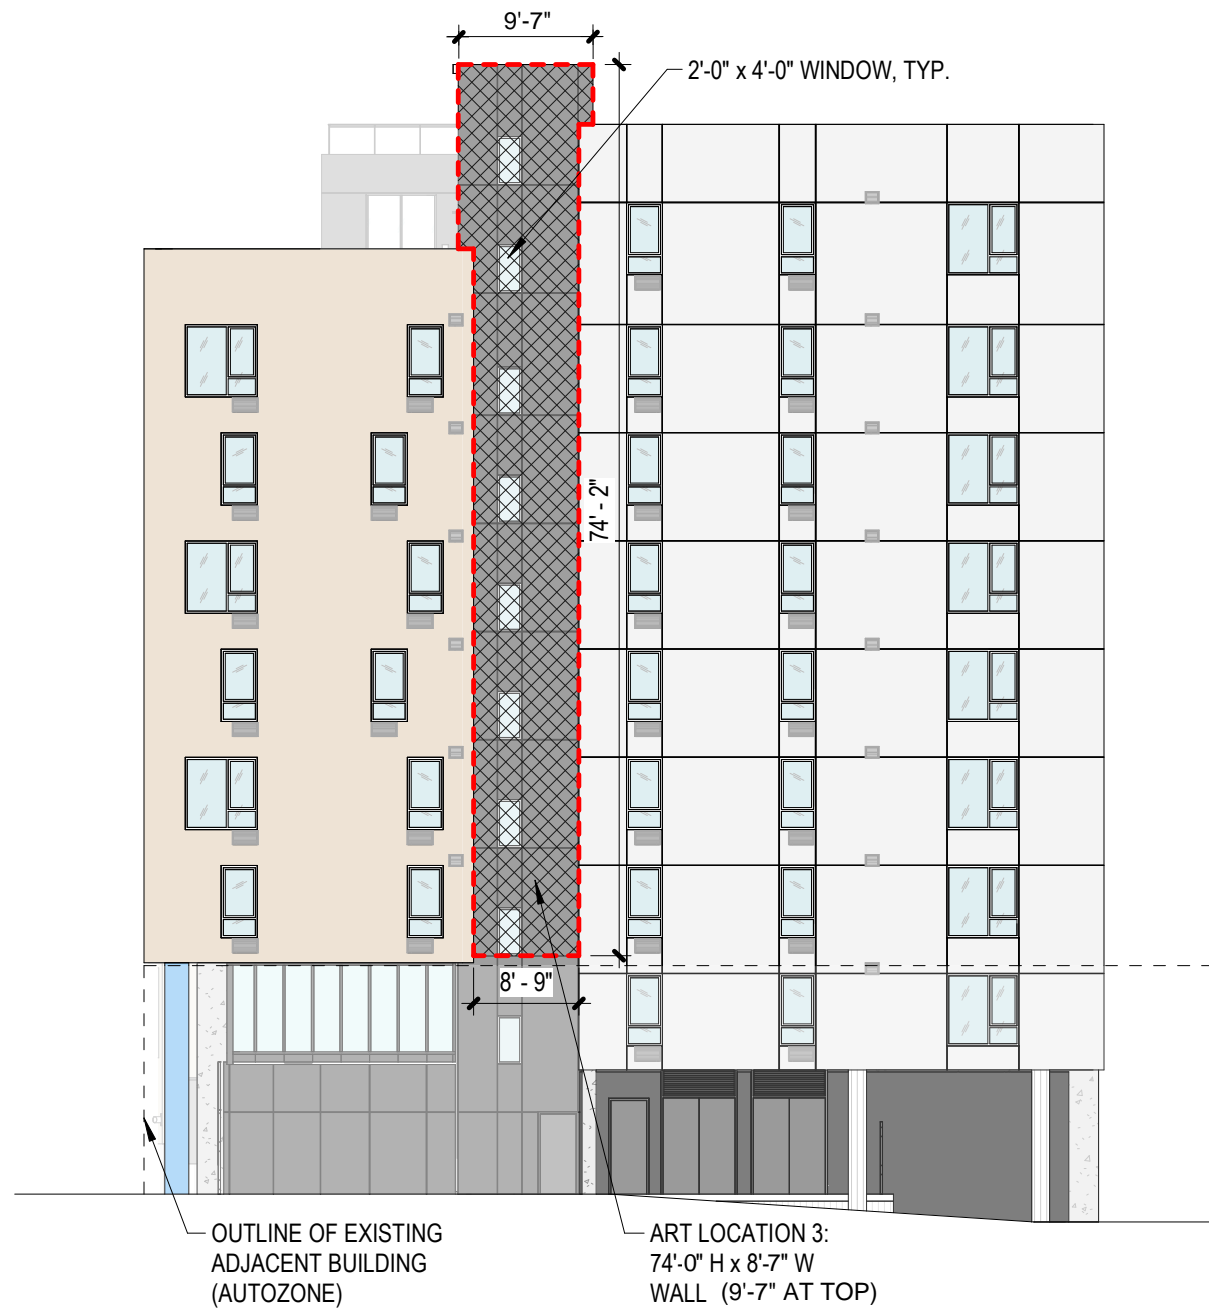 9'-7"
2'-0" x 4'-0" WINDOW, TYP.
74' - 2"
8' - 9"
OUTLINE OF EXISTING
ADJACENT BUILDING
(AUTOZONE)
ART LOCATION 3:
74'-0" H x 8'-7" W
WALL (9'-7" AT TOP)